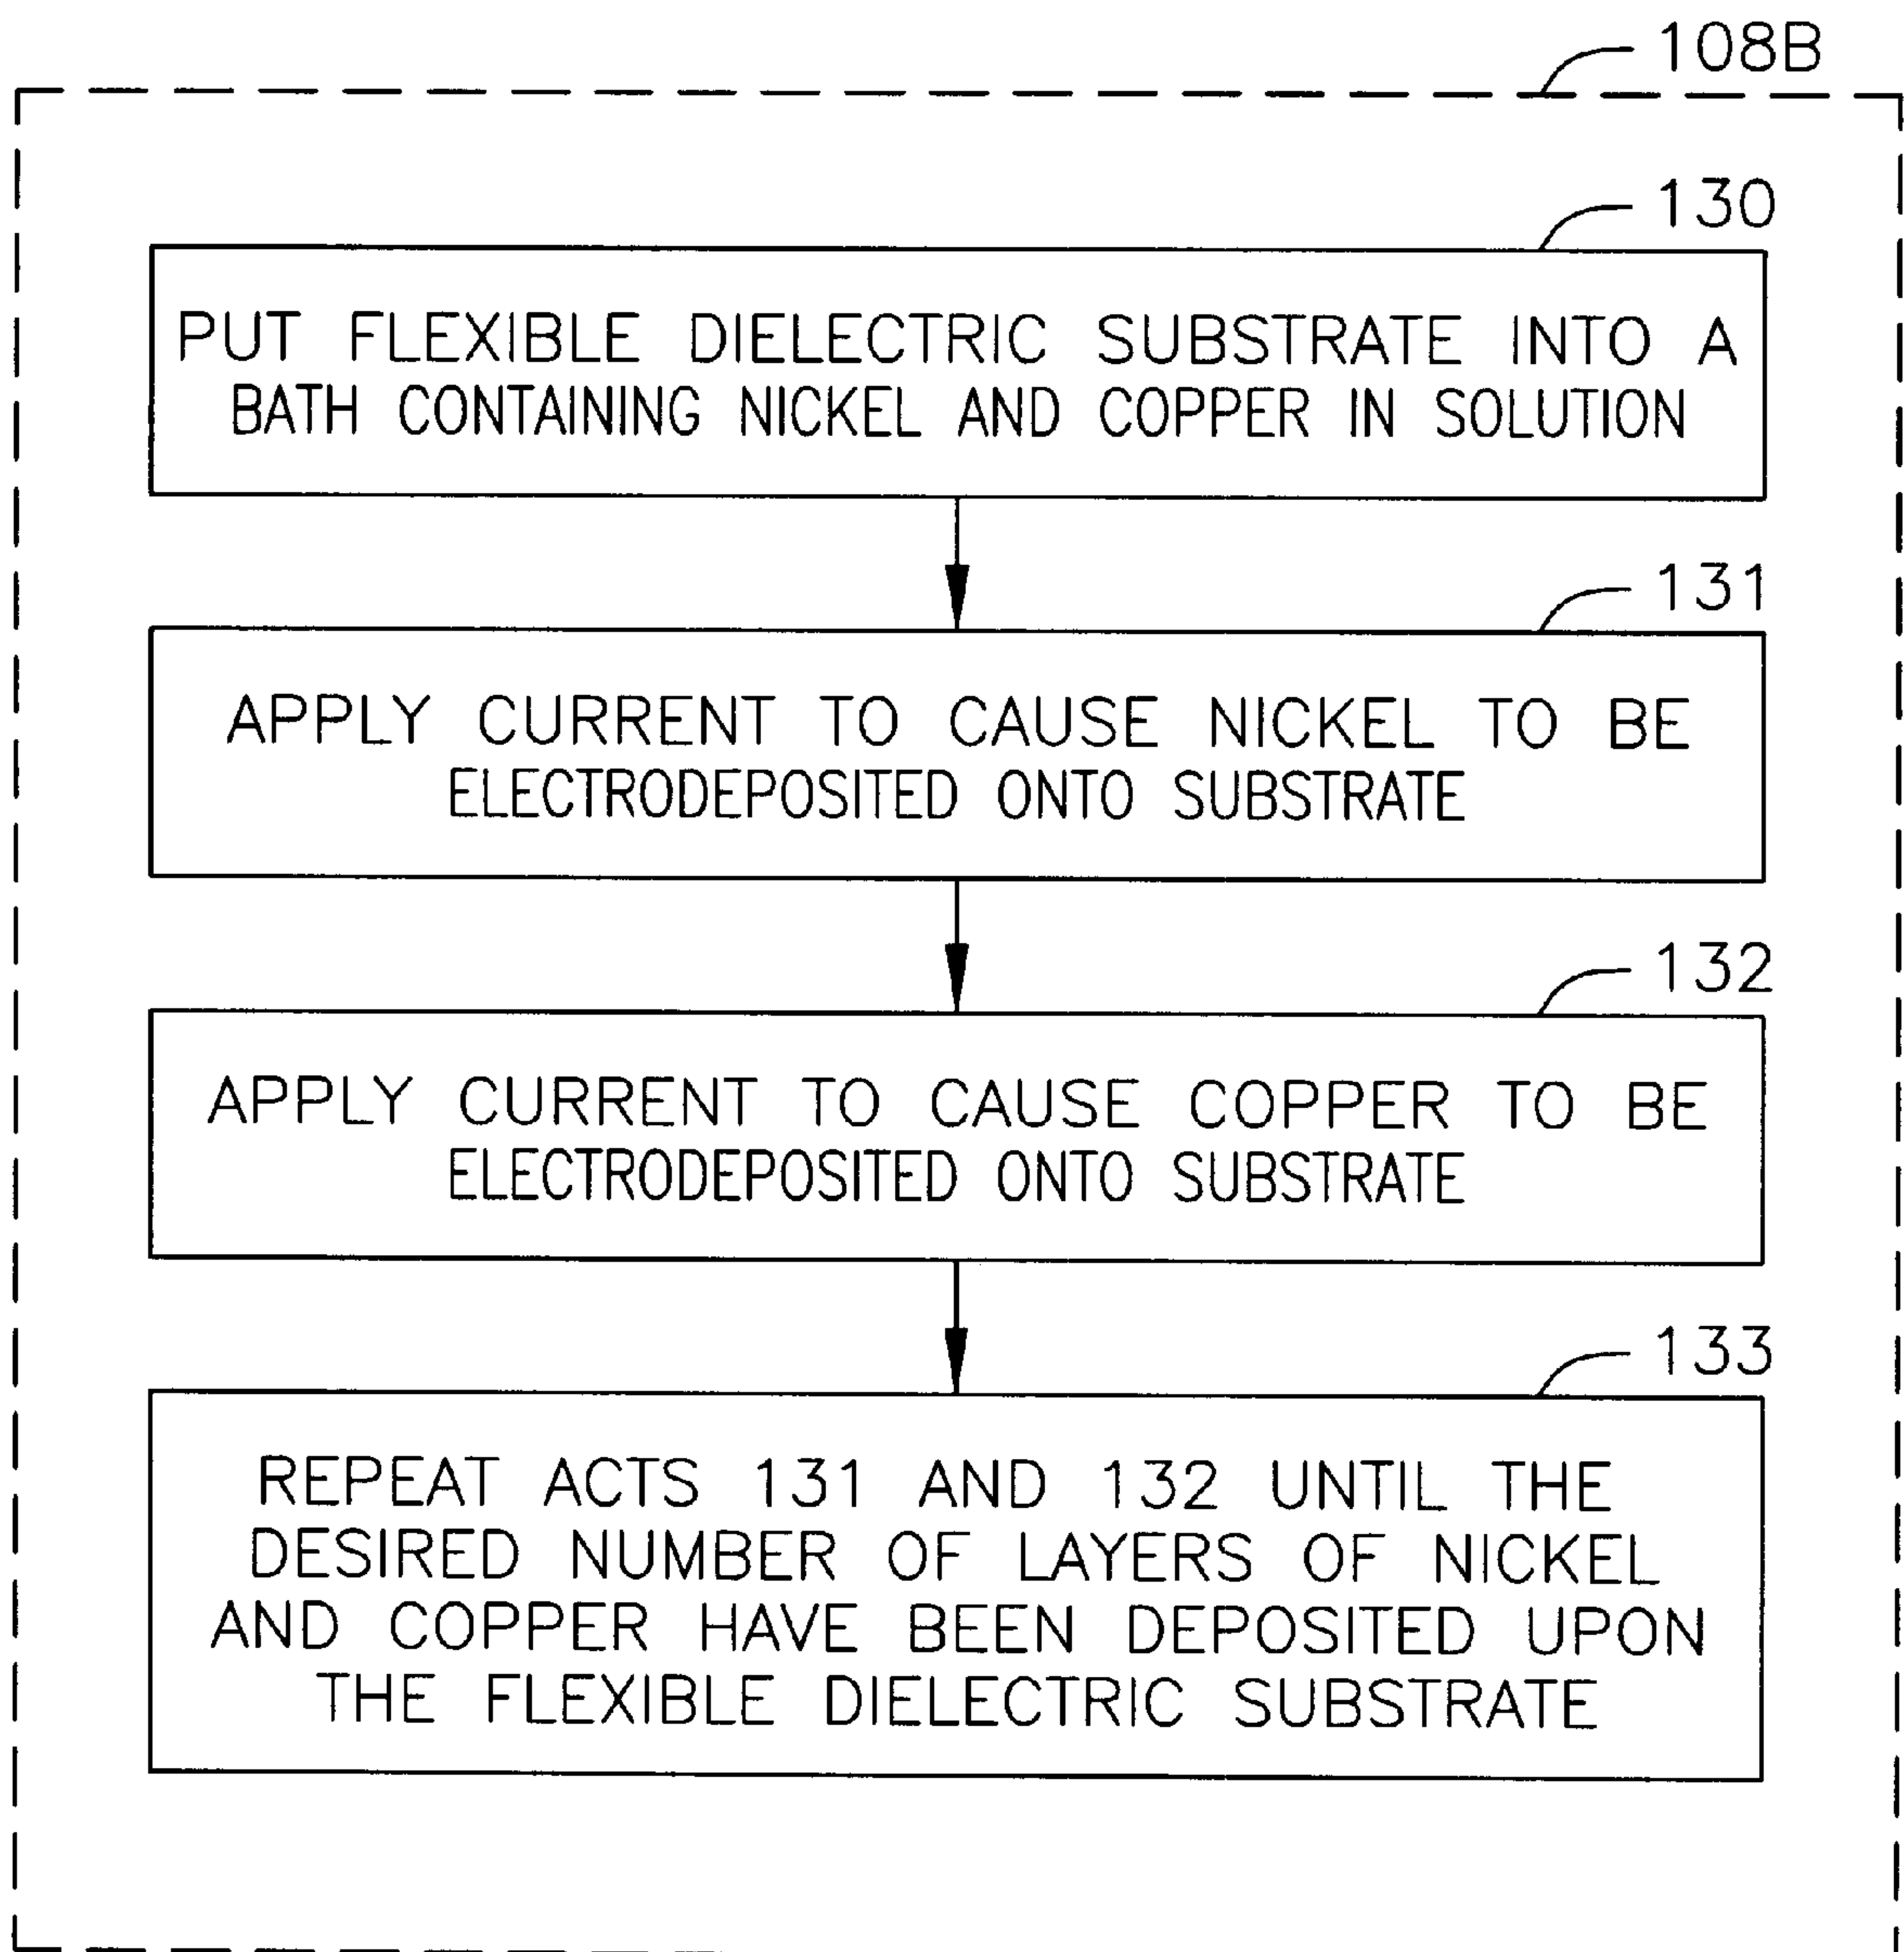 108B
130
PUT FLEXIBLE DIELECTRIC SUBSTRATE INTO A
BATH CONTAINING NICKEL AND COPPER IN SOLUTION
131
APPLY CURRENT TO CAUSE NICKEL TO BE
ELECTRODEPOSITED ONTO SUBSTRATE
132
APPLY CURRENT TO CAUSE COPPER TO BE
ELECTRODEPOSITED ONTO SUBSTRATE
133
REPEAT ACTS 131 AND 132 UNTIL THE
DESIRED NUMBER OF LAYERS OF NICKEL
AND COPPER HAVE BEEN DEPOSITED UPON
THE FLEXIBLE DIELECTRIC SUBSTRATE